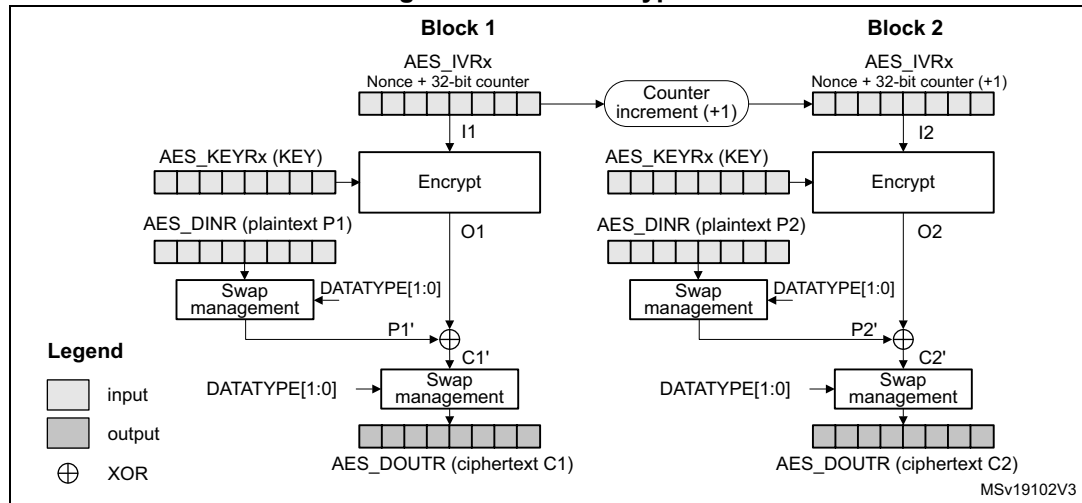 Block 1
Block 2
AES_IVRx
AES_IVRx
Nonce + 32-bit counter
Nonce + 32-bit counter (+1)
Counter
increment (+1)
I1
I2
AES_KEYRx (KEY)
AES_KEYRx (KEY)
Encrypt
Encrypt
AES_DINR (plaintext P1)
O1
AES_DINR (plaintext P2)
O2
Swap
management
DATATYPE[1:0]
Swap
management
DATATYPE[1:0]
P1'
P2'
Legend
C1'
C2'
input
DATATYPE[1:0]
Swap
management
DATATYPE[1:0]
Swap
management
output
XOR
AES_DOUTR (ciphertext C1)
AES_DOUTR (ciphertext C2)
MSv19102V3